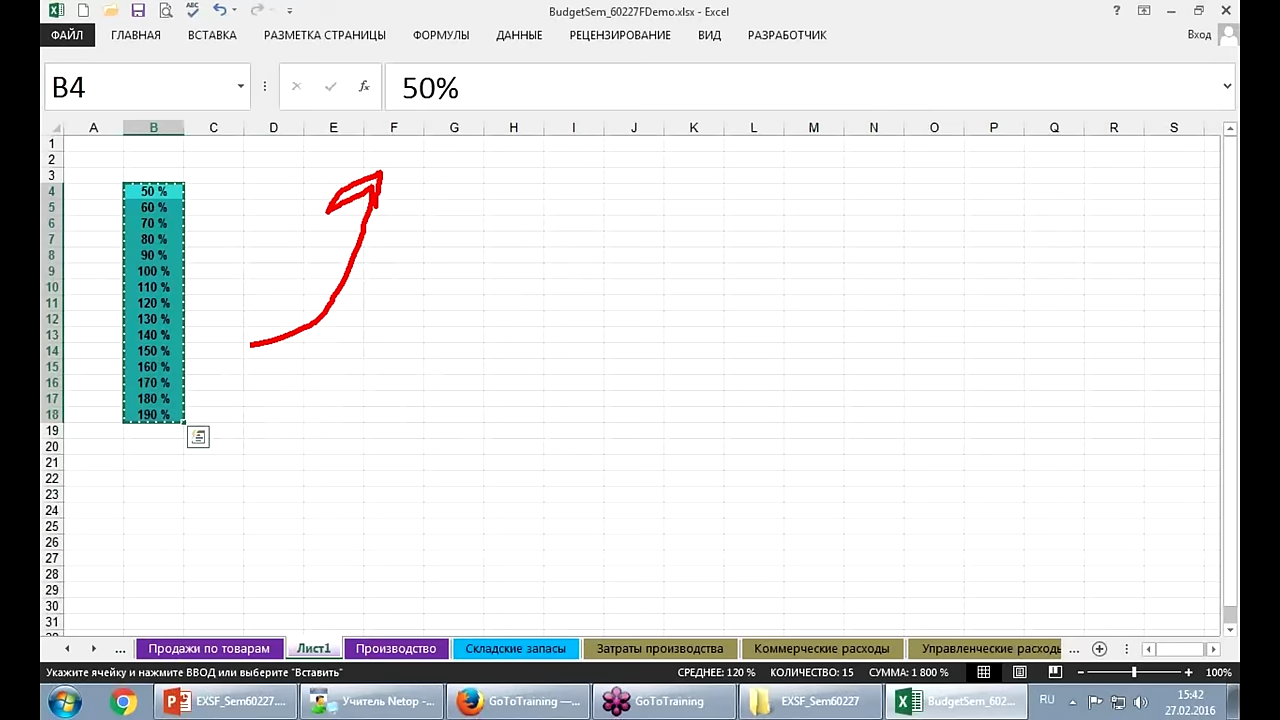 BudgetSem_60227FDemo.xlsx - Excel
ФАЙЛ ГЛАВНАЯ ВСТАВКА РАЗМЕТКА СТРАНИЦЫ ФОРМУЛЫ ДАННЫЕ РЕЦЕНЗИРОВАНИЕ ВИД РАЗРАБОТЧИК Вход
B4 fx 50%
A B C D E F G H I J K L M N O P Q R S
1
2
3
4 50 %
5 60 %
6 70 %
7 80 %
8 90 %
9 100 %
10 110 %
11 120 %
12 130 %
13 140 %
14 150 %
15 160 %
16 170 %
17 180 %
18 190 %
19
20
21
22
23
24
25
26
27
28
29
30
31
... Продажи по товарам Лист1 Производство Складские запасы Затраты производства Коммерческие расходы Управленческие расходы ...
Укажите ячейку и нажмите ВВОД или выберите "Вставить" СРЕДНЕЕ: 120 % КОЛИЧЕСТВО: 15 СУММА: 1 800 % 100%
EXSF_Sem60227.... Учитель Netop -... GoToTraining —... GoToTraining EXSF_Sem60227 BudgetSem_602... RU 15:42
27.02.2016